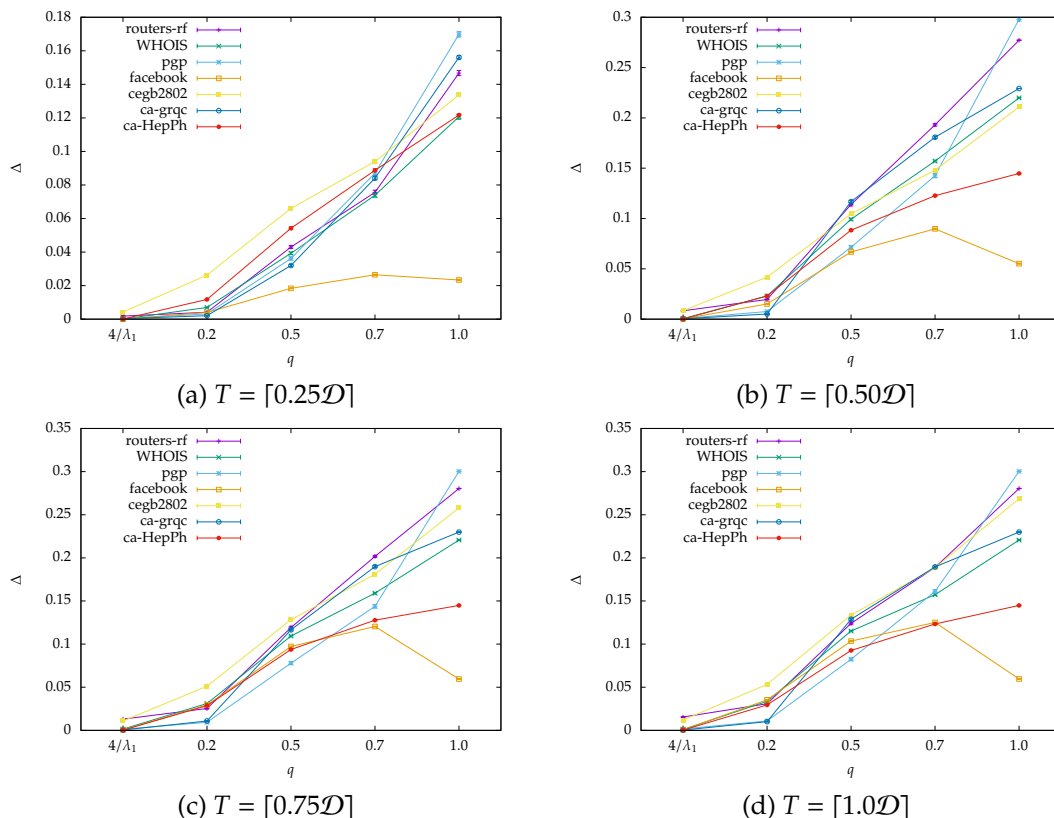 0.18
0.16
0.14
0.12
0.1
0.08
0.06
0.04
0.02
0
Δ
routers-rf
WHOIS
pgp
facebook
cegb2802
ca-grqc
ca-HepPh
4/λ₁ 0.2 0.5 0.7 1.0
q
(a) T = ⌈0.25𝒟⌉
0.3
0.25
0.2
0.15
0.1
0.05
0
Δ
routers-rf
WHOIS
pgp
facebook
cegb2802
ca-grqc
ca-HepPh
4/λ₁ 0.2 0.5 0.7 1.0
q
(b) T = ⌈0.50𝒟⌉
0.35
0.3
0.25
0.2
0.15
0.1
0.05
0
Δ
routers-rf
WHOIS
pgp
facebook
cegb2802
ca-grqc
ca-HepPh
4/λ₁ 0.2 0.5 0.7 1.0
q
(c) T = ⌈0.75𝒟⌉
0.35
0.3
0.25
0.2
0.15
0.1
0.05
0
Δ
routers-rf
WHOIS
pgp
facebook
cegb2802
ca-grqc
ca-HepPh
4/λ₁ 0.2 0.5 0.7 1.0
q
(d) T = ⌈1.0𝒟⌉